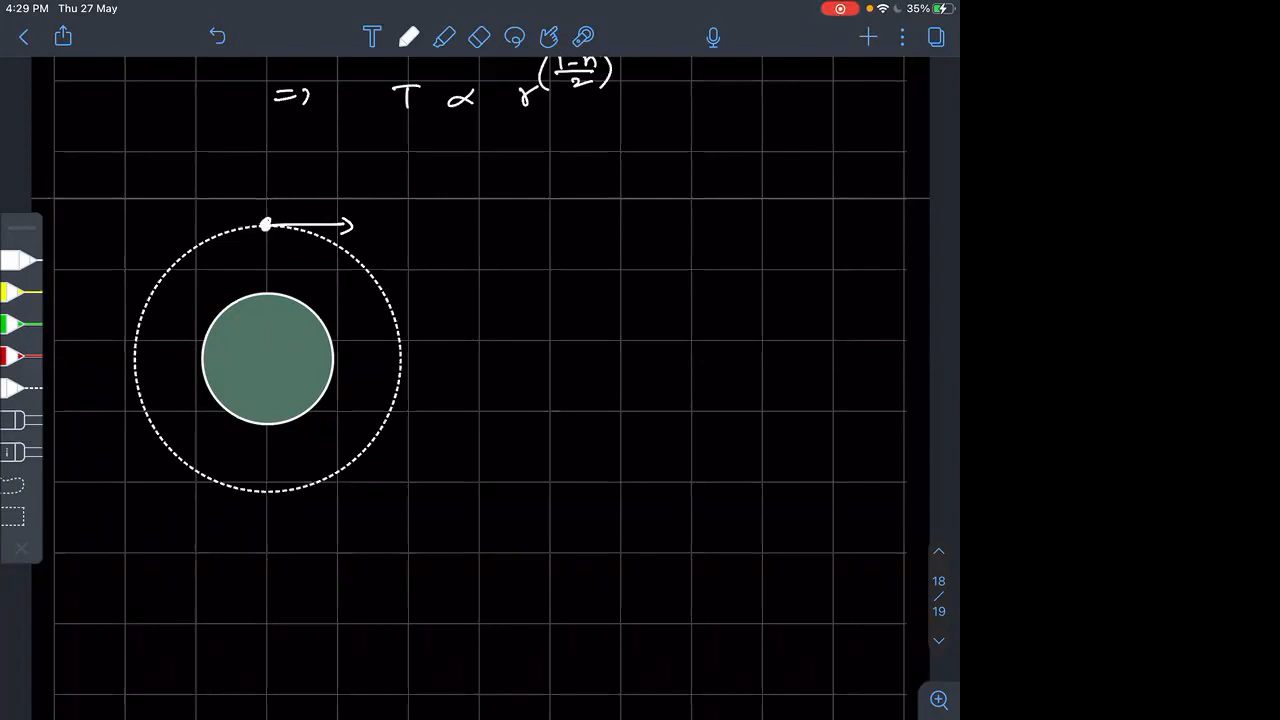 4:29 PM Thu 27 May 35%
T
=> T ∝ r^((1-n)/2)
18
/
19